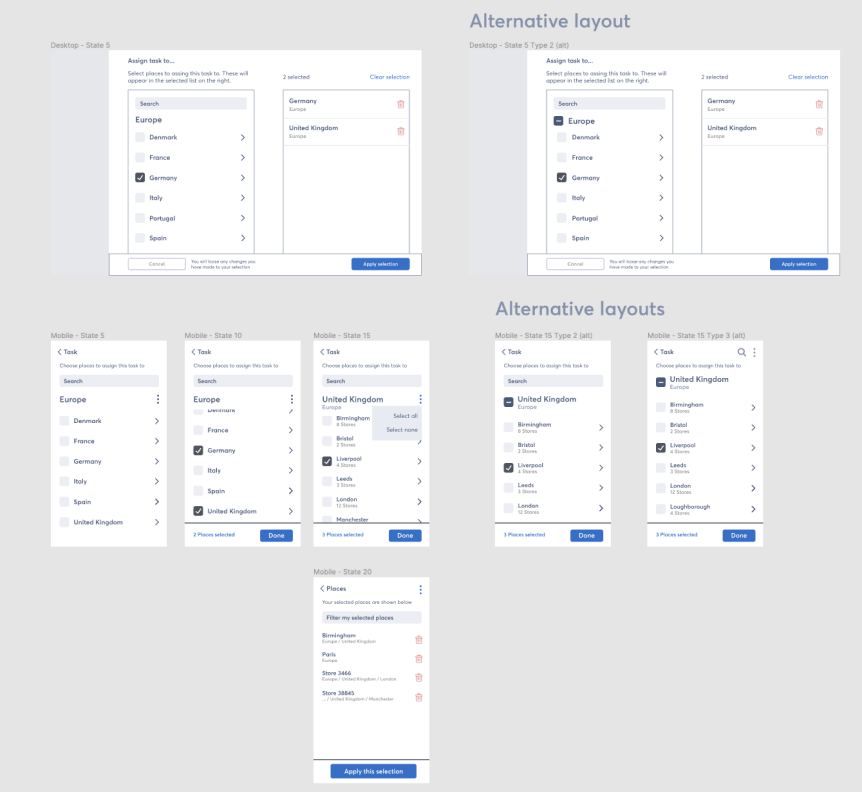 Alternative layout
Desktop - State 5
Assign task to...
Select places to assing this task to. These will
appear in the selected list on the right.
2 selected
Clear selection
Search
Europe
Denmark
France
Germany
Italy
Portugal
Spain
Germany
Europe
United Kingdom
Europe
Cancel
You will loose any changes you
have made to your selection
Apply selection
Desktop - State 5 Type 2 (alt)
Assign task to...
Select places to assing this task to. These will
appear in the selected list on the right.
2 selected
Clear selection
Search
Europe
Denmark
France
Germany
Italy
Portugal
Spain
Germany
Europe
United Kingdom
Europe
Cancel
You will loose any changes you
have made to your selection
Apply selection
Alternative layouts
Mobile - State 5
Task
Choose places to assign this task to
Search
Europe
Denmark
France
Germany
Italy
Spain
United Kingdom
Mobile - State 10
Task
Choose places to assign this task to
Search
Europe
Denmark
France
Germany
Italy
Spain
United Kingdom
2 Places selected
Done
Mobile - State 15
Task
Choose places to assign this task to
Search
United Kingdom
Europe
Select all
Select none
Birmingham
8 Stores
Bristol
2 Stores
Liverpool
4 Stores
Leeds
3 Stores
London
12 Stores
Manchester
3 Places selected
Done
Mobile - State 15 Type 2 (alt)
Task
Choose places to assign this task to
Search
United Kingdom
Europe
Birmingham
8 Stores
Bristol
2 Stores
Liverpool
4 Stores
Leeds
3 Stores
London
12 Stores
3 Places selected
Done
Mobile - State 15 Type 3 (alt)
Task
Choose places to assign this task to
United Kingdom
Europe
Birmingham
8 Stores
Bristol
2 Stores
Liverpool
4 Stores
Leeds
3 Stores
London
12 Stores
Loughborough
4 Stores
3 Places selected
Done
Mobile - State 20
Places
Your selected places are shown below
Filter my selected places
Birmingham
Europe / United Kingdom
Paris
Europe
Store 3466
Europe / United Kingdom / London
Store 38845
... / United Kingdom / Manchester
Apply this selection